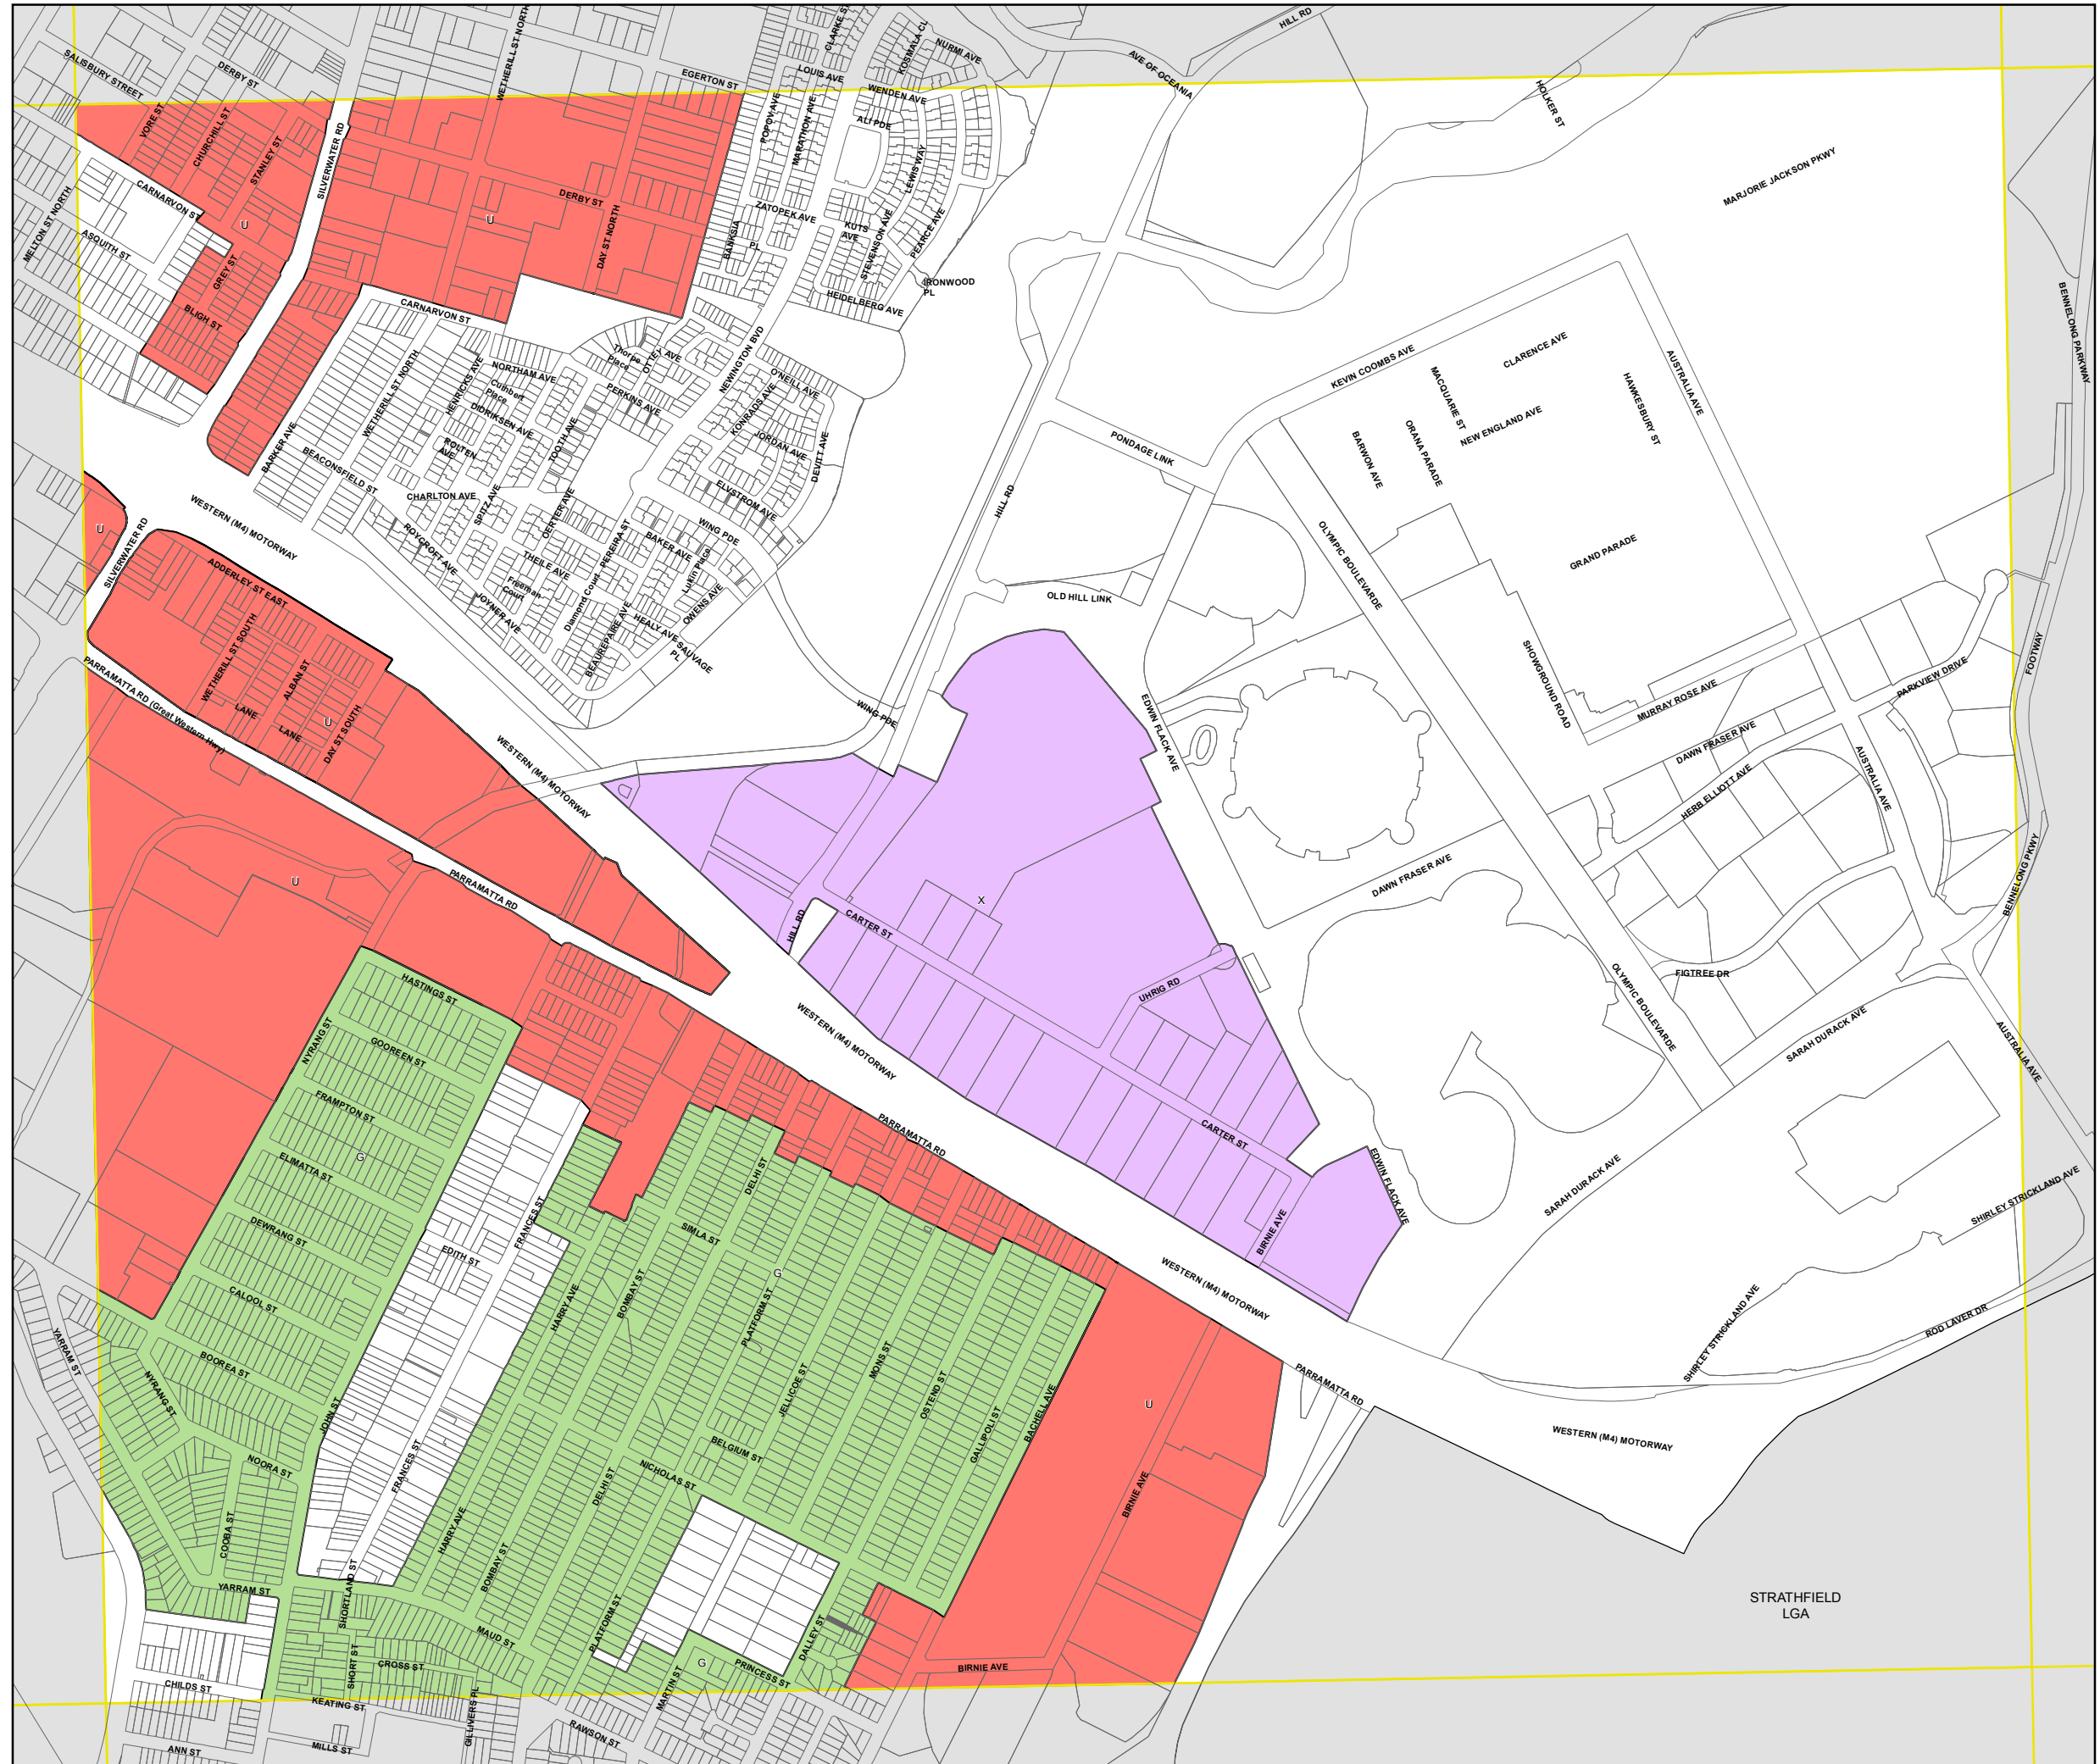 SALISBURY STREET
DERBY ST
VORE ST
CHURCHILL ST
STANLEY ST
SILVERWATER RD
WETHERILL ST NORTH
EGERTON ST
CLARKE S
KOSMALA CL
NURMI AVE
LOUIS AVE
WENDEN AVE
POPOV AVE
MARATHON AVE
ALI PDE
LEWIS WAY
AVE OF OCEANIA
HILL RD
HOLKER ST
MARJORIE JACKSON PKWY
BENNELONG PARKWAY
MELTON ST NORTH
CARNARVON ST
ASQUITH ST
U
GREY ST
BLIGH ST
U
DERBY ST
DAY ST NORTH
BANKSIA
PL
ZATOPEK AVE
KUTS
AVE
STEVENSON AVE
PEARCE AVE
IRONWOOD
PL
HEIDELBERG AVE
CARNARVON ST
WETHERILL ST NORTH
HENRICKS AVE
NORTHAM AVE
Thorpe
Place
OTTEY AVE
NEWINGTON BVD
Cuthbert
Place
DIDRIKSEN AVE
PERKINS AVE
O'NEILL AVE
KONRADS AVE
JORDAN AVE
DEVITT AVE
ROLTEN
AVE
TOOTH AVE
BARKER AVE
BEACONSFIELD ST
CHARLTON AVE
SPITZ AVE
OERTER AVE
ELVSTROM AVE
WING PDE
ROYCROFT AVE
PEREIRA ST
BAKER AVE
Lukin Place
THEILE AVE
Freeman
Court
Diamond Court
OWENS AVE
JOYNER AVE
BEAUREPAIRE AVE
HEALY AVE
SAUVAGE
PL
WING PDE
KEVIN COOMBS AVE
CLARENCE AVE
MACQUARIE ST
NEW ENGLAND AVE
ORANA PARADE
BARWON AVE
HAWKESBURY ST
AUSTRALIA AVE
PONDAGE LINK
HILL RD
OLD HILL LINK
OLYMPIC BOULEVARDE
GRAND PARADE
SHOWGROUND ROAD
MURRAY ROSE AVE
PARKVIEW DRIVE
FOOTWAY
DAWN FRASER AVE
HERB ELLIOTT AVE
AUSTRALIA AVE
EDWIN FLACK AVE
DAWN FRASER AVE
BENNELONG PKWY
FIGTREE DR
OLYMPIC BOULEVARDE
SARAH DURACK AVE
AUSTRALIA AVE
SARAH DURACK AVE
SHIRLEY STRICKLAND AVE
SHIRLEY STRICKLAND AVE
ROD LAVER DR
U
SILVERWATER RD
WESTERN (M4) MOTORWAY
ADDERLEY ST EAST
WETHERILL ST SOUTH
ALBAN ST
LANE
LANE
U
DAY ST SOUTH
PARRAMATTA RD (Great Western Hwy)
WESTERN (M4) MOTORWAY
U
PARRAMATTA RD
X
HILL RD
CARTER ST
UHRIG RD
WESTERN (M4) MOTORWAY
PARRAMATTA RD
CARTER ST
EDWIN FLACK AVE
BIRNIE AVE
WESTERN (M4) MOTORWAY
PARRAMATTA RD
WESTERN (M4) MOTORWAY
HASTINGS ST
NYRANG ST
GOOREEN ST
FRAMPTON ST
G
ELIMATTA ST
DEWRANG ST
CALOOL ST
BOOREA ST
YARRAM ST
NYRANG ST
JOHN ST
NOORA ST
COOBA ST
YARRAM ST
FRANCES ST
EDITH ST
FRANCES ST
HARRY AVE
BOMBAY ST
SIMLA ST
DELHI ST
G
PLATFORM ST
JELLICOE ST
MONS ST
OSTEND ST
GALLIPOLI ST
BACHELL AVE
BELGIUM ST
NICHOLAS ST
DELHI ST
HARRY AVE
BOMBAY ST
PLATFORM ST
SHORTLAND ST
MAUD ST
SHORT ST
CROSS ST
CHILDS ST
KEATING ST
GILLIVERS PL
ANN ST
MILLS ST
RAWSON ST
MARTIN ST
G
PRINCESS ST
DALLEY ST
U
BIRNIE AVE
BIRNIE AVE
STRATHFIELD
LGA